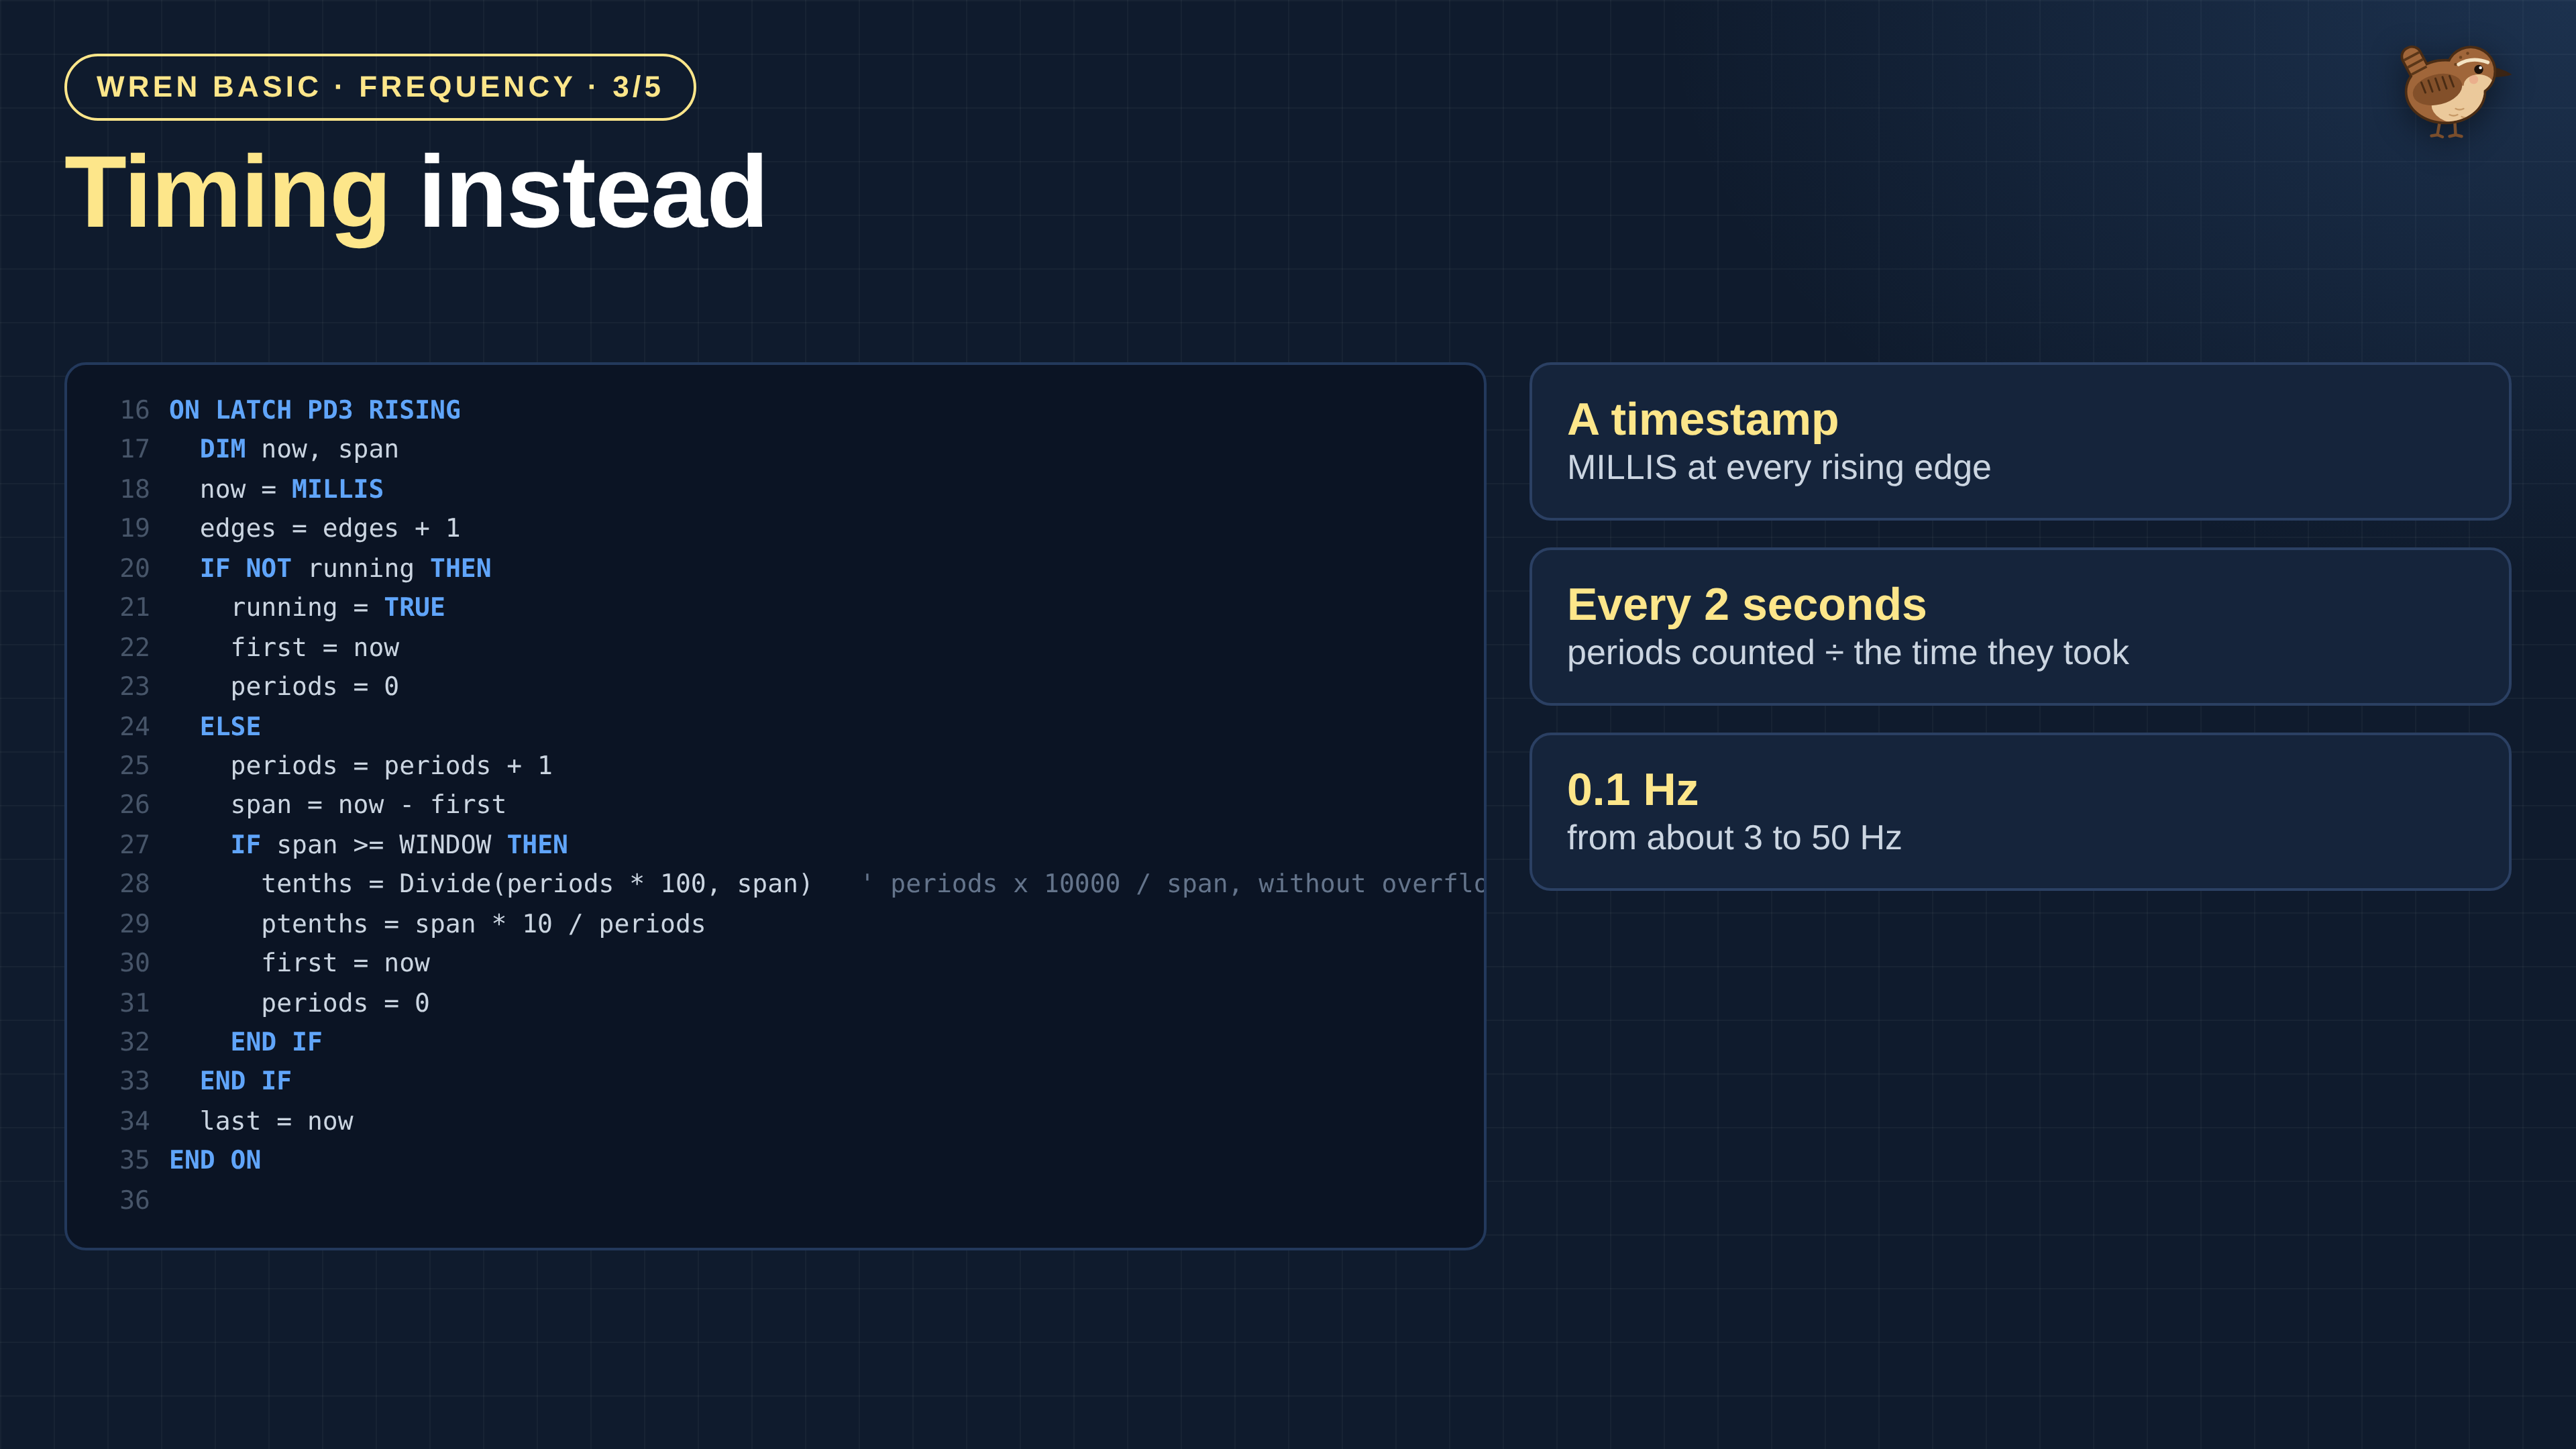 WREN BASIC · FREQUENCY · 3/5
Timing instead
16 ON LATCH PD3 RISING
17   DIM now, span
18   now = MILLIS
19   edges = edges + 1
20   IF NOT running THEN
21     running = TRUE
22     first = now
23     periods = 0
24   ELSE
25     periods = periods + 1
26     span = now - first
27     IF span >= WINDOW THEN
28       tenths = Divide(periods * 100, span)   ' periods x 10000 / span, without overflo
29       ptenths = span * 10 / periods
30       first = now
31       periods = 0
32     END IF
33   END IF
34   last = now
35 END ON
36
A timestamp
MILLIS at every rising edge
Every 2 seconds
periods counted ÷ the time they took
0.1 Hz
from about 3 to 50 Hz